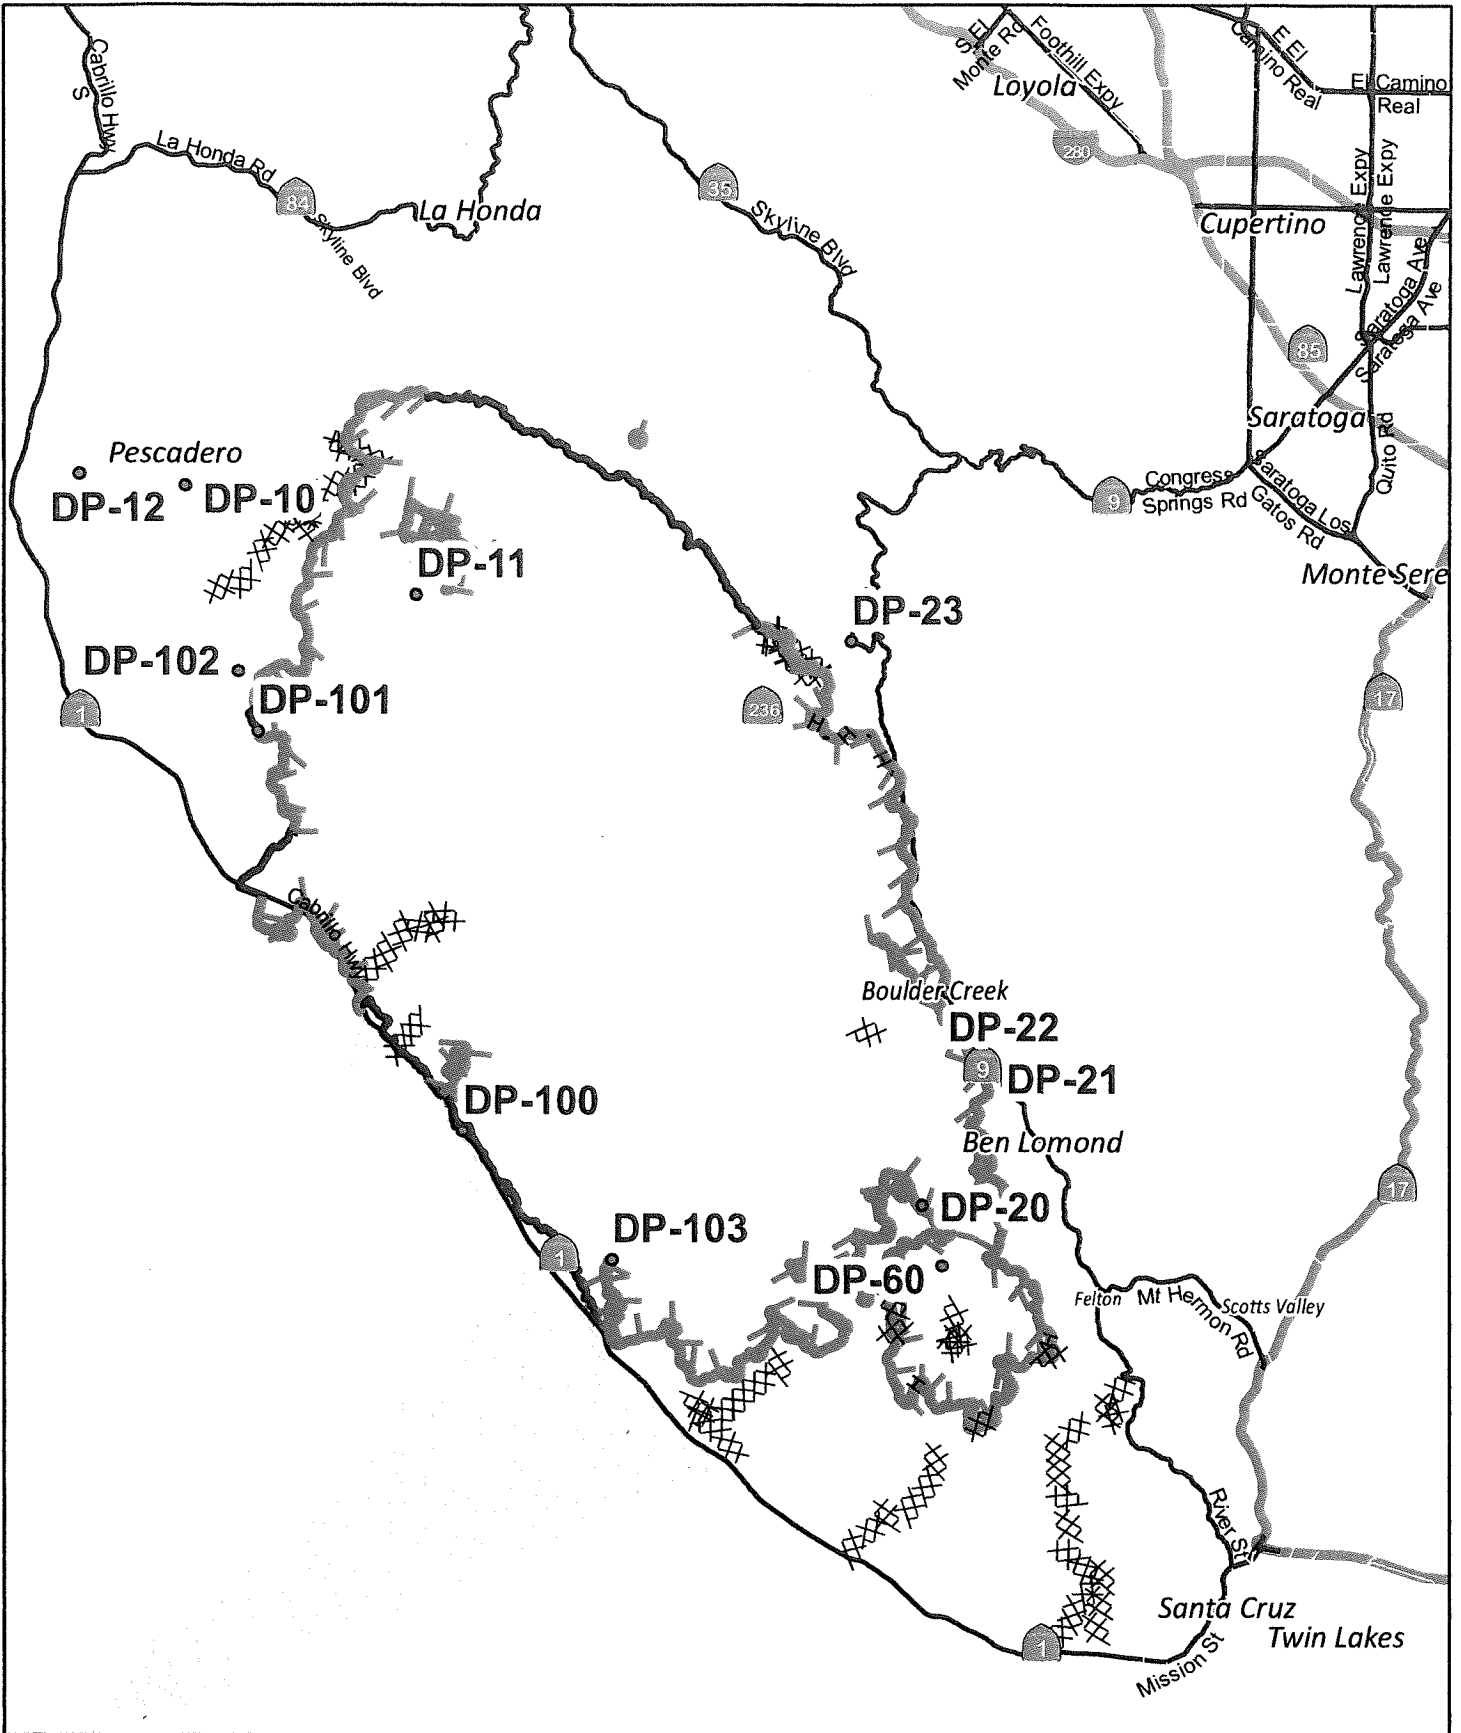 Cabrillo Hwy
S
La Honda Rd
84
Skyline Blvd
La Honda
35
Skyline Blvd
S El
Monte Rd
Foothill Expy
Loyola
280
E El
Camino Real
El Camino
Real
Lawrence Expy
Lawrence Expy
Cupertino
Saratoga Ave
Saratoga Ave
85
Saratoga
Quito Rd
Congress
Springs Rd
9
Saratoga Los
Gatos Rd
Monte Sere
Pescadero
DP-12
DP-10
DP-11
DP-23
DP-102
DP-101
1
236
H
H
H
17
Cabrillo Hwy
Boulder Creek
DP-22
9
DP-21
DP-100
Ben Lomond
17
DP-20
DP-103
1
DP-60
Felton
Mt Hermon
Rd
Scotts Valley
H
River St
Santa Cruz
Twin Lakes
1
Mission St